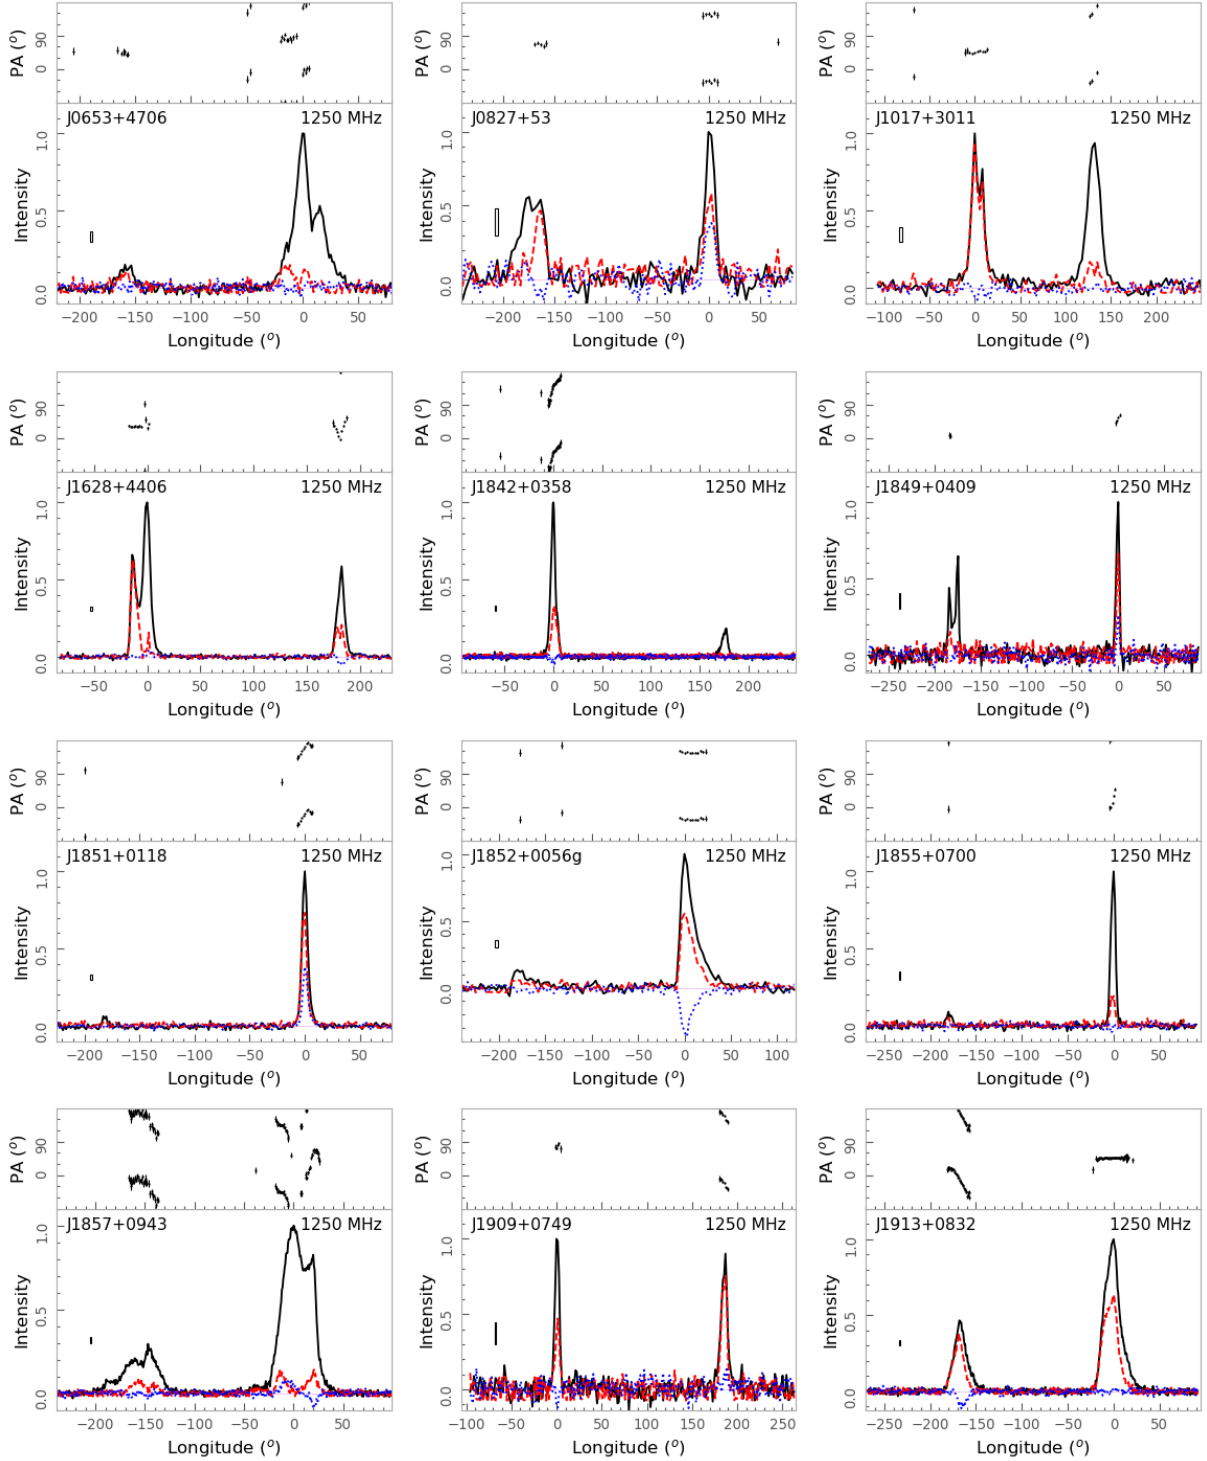 PA (°) 90 0 PA (°) 90 0 PA (°) 90 0
J0653+4706 1250 MHz J0827+53 1250 MHz J1017+3011 1250 MHz
Intensity 1.0 0.5 0.0 Intensity 1.0 0.5 0.0 Intensity 1.0 0.5 0.0
−200 −150 −100 −50 0 50 −200 −150 −100 −50 0 50 −100 −50 0 50 100 150 200
Longitude (°) Longitude (°) Longitude (°)
PA (°) 90 0 PA (°) 90 0 PA (°) 90 0
J1628+4406 1250 MHz J1842+0358 1250 MHz J1849+0409 1250 MHz
Intensity 1.0 0.5 0.0 Intensity 1.0 0.5 0.0 Intensity 1.0 0.5 0.0
−50 0 50 100 150 200 −50 0 50 100 150 200 −250 −200 −150 −100 −50 0 50
Longitude (°) Longitude (°) Longitude (°)
PA (°) 90 0 PA (°) 90 0 PA (°) 90 0
J1851+0118 1250 MHz J1852+0056g 1250 MHz J1855+0700 1250 MHz
Intensity 1.0 0.5 0.0 Intensity 1.0 0.5 0.0 Intensity 1.0 0.5 0.0
−200 −150 −100 −50 0 50 −200 −150 −100 −50 0 50 100 −250 −200 −150 −100 −50 0 50
Longitude (°) Longitude (°) Longitude (°)
PA (°) 90 0 PA (°) 90 0 PA (°) 90 0
J1857+0943 1250 MHz J1909+0749 1250 MHz J1913+0832 1250 MHz
Intensity 1.0 0.5 0.0 Intensity 1.0 0.5 0.0 Intensity 1.0 0.5 0.0
−200 −150 −100 −50 0 50 −100 −50 0 50 100 150 200 250 −250 −200 −150 −100 −50 0 50
Longitude (°) Longitude (°) Longitude (°)